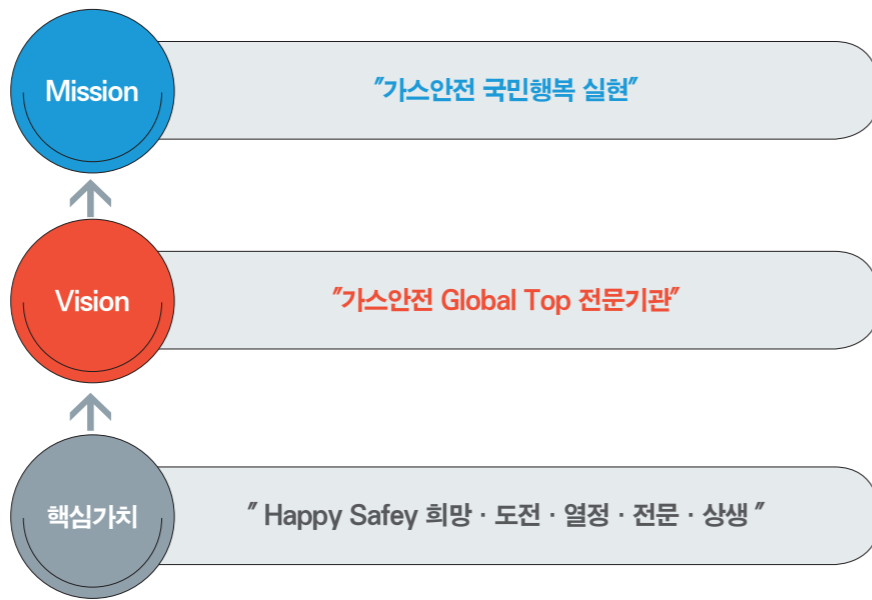 Mission
"가스안전 국민행복 실현"
Vision
"가스안전 Global Top 전문기관"
핵심가치
" Happy Safey 희망 · 도전 · 열정 · 전문 · 상생 "